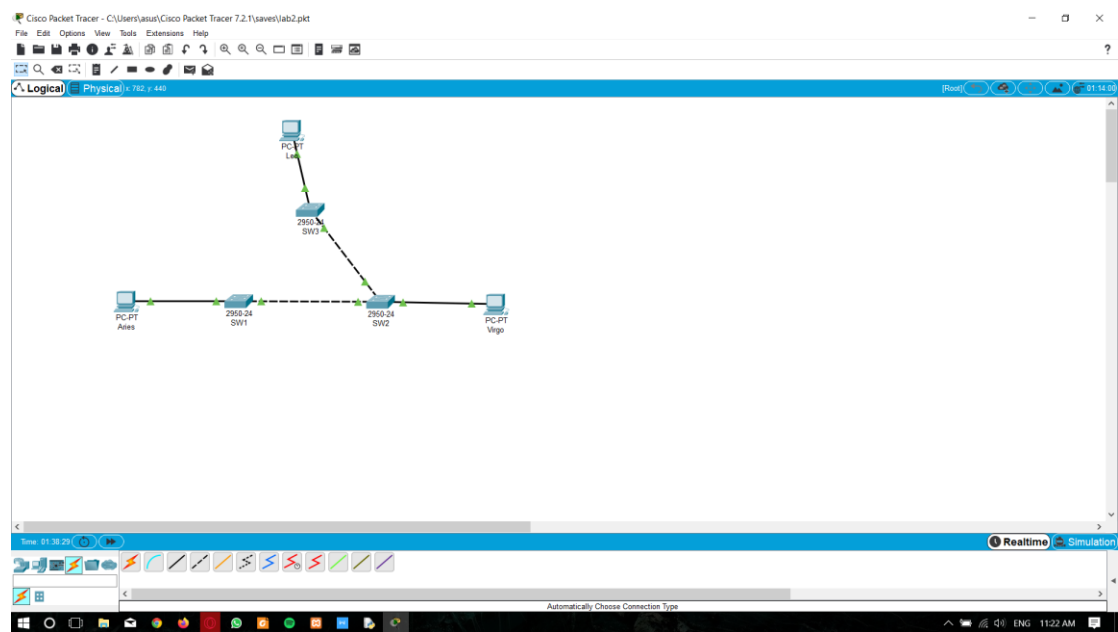 Cisco Packet Tracer - C:\Users\asus\Cisco Packet Tracer 7.2.1\saves\lab2.pkt
File Edit Options View Tools Extensions Help
?
Logical Physical x: 782, y: 440 [Root] 01:14:00
PC-PT
Leo
2950-24
SW3
PC-PT
Aries
2950-24
SW1
2950-24
SW2
PC-PT
Virgo
Time: 01:38:29 Realtime Simulation
Automatically Choose Connection Type
ENG 11:22 AM